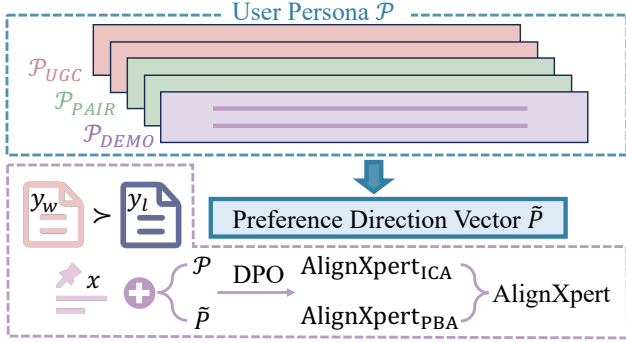 User Persona 𝒫
𝒫_UGC
𝒫_PAIR
𝒫_DEMO
y_w ≻ y_l
Preference Direction Vector P̃
x
𝒫
P̃
DPO
AlignXpert_ICA
AlignXpert_PBA
AlignXpert